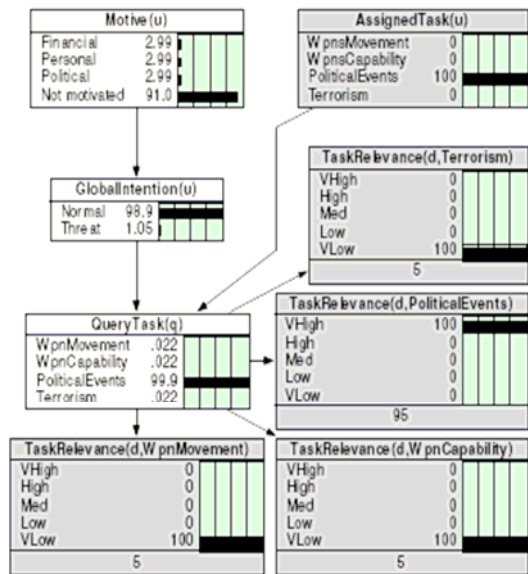 Motive(u)
Financial 2.99
Personal 2.99
Political 2.99
Not motivated 91.0
AssignedTask(u)
WpnsMovement 0
WpnsCapability 0
PoliticalEvents 100
Terrorism 0
TaskRelevance(d,Terrorism)
VHigh 0
High 0
Med 0
Low 0
VLow 100
5
GlobalIntention(u)
Normal 98.9
Threat 1.05
TaskRelevance(d,PoliticalEvents)
VHigh 100
High 0
Med 0
Low 0
VLow 0
95
QueryTask(q)
WpnMovement .022
WpnCapability .022
PoliticalEvents 99.9
Terrorism .022
TaskRelevance(d,WpnMovement)
VHigh 0
High 0
Med 0
Low 0
VLow 100
5
TaskRelevance(d,WpnCapability)
VHigh 0
High 0
Med 0
Low 0
VLow 100
5